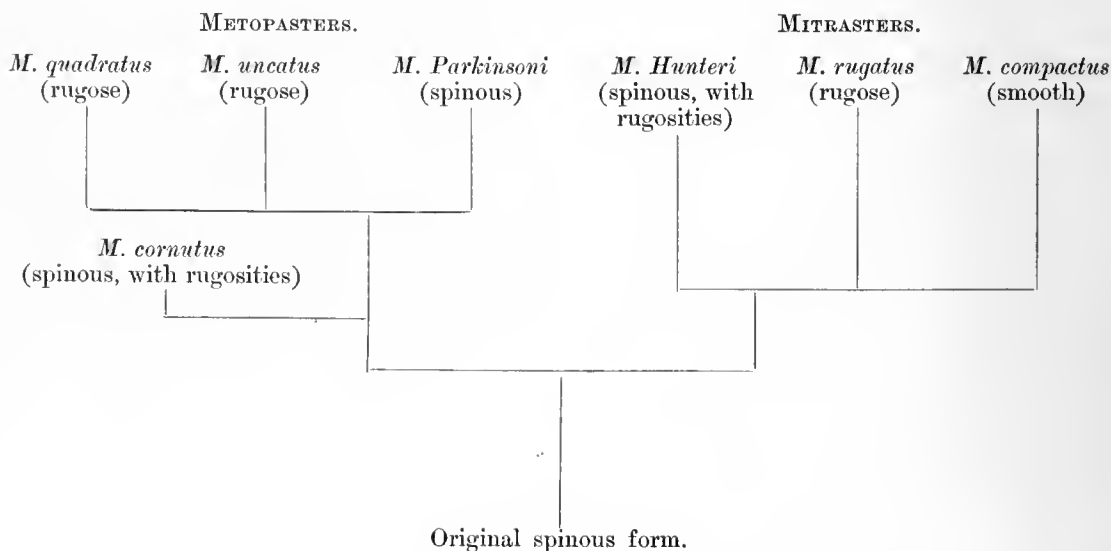 METOPASTERS. MITRASTERS.
M. quadratus M. uncatus M. Parkinsoni M. Hunteri M. rugatus M. compactus
(rugose) (rugose) (spinous) (spinous, with (rugose) (smooth)
rugosities)
M. cornutus
(spinous, with rugosities)
Original spinous form.